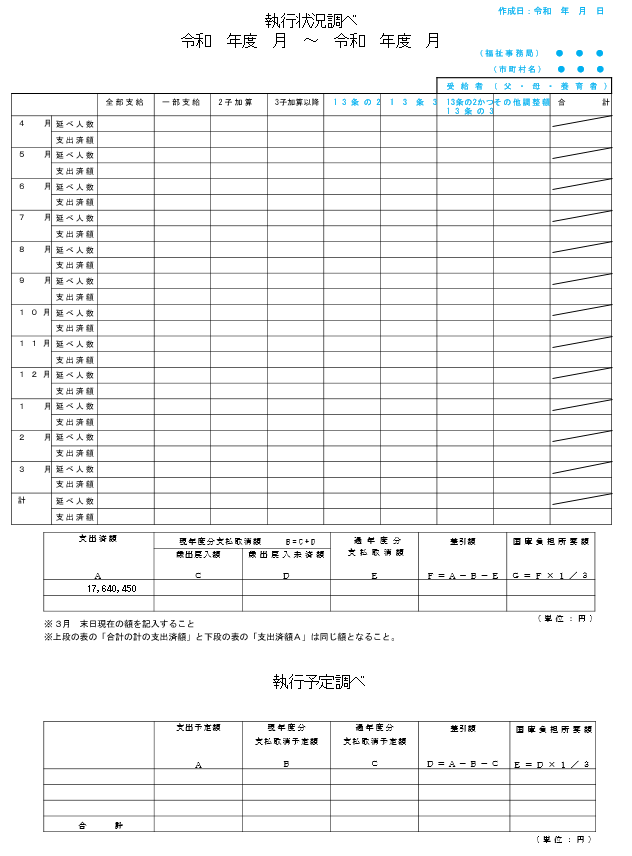 作成日：令和　年　月　日
執行状況調べ
令和　年度　月　～　令和　年度　月
（福祉事務局）　●　●　●
（市町村名）　●　●　●
受給者（父・母・養育者）
全部支給　一部支給　2子加算　3子加算以降　13条の2　13条3　13条の2かつ13条の3　その他調整額　合　計
4　月　延べ人数
支出済額
5　月　延べ人数
支出済額
6　月　延べ人数
支出済額
7　月　延べ人数
支出済額
8　月　延べ人数
支出済額
9　月　延べ人数
支出済額
10月　延べ人数
支出済額
11月　延べ人数
支出済額
12月　延べ人数
支出済額
1　月　延べ人数
支出済額
2　月　延べ人数
支出済額
3　月　延べ人数
支出済額
計　延べ人数
支出済額
支出済額　現年度分支払取消額　B=C+D　過年度分支払取消額　差引額　国庫負担所要額
歳出戻入額　歳出戻入未済額
A　C　D　E　F＝A－B－E　G＝F×1／3
17,640,450
（単位：円）
※3月　末日現在の額を記入すること
※上段の表の「合計の計の支出済額」と下段の表の「支出済額A」は同じ額となること。
執行予定調べ
支出予定額　現年度分支払取消予定額　過年度分支払取消予定額　差引額　国庫負担所要額
A　B　C　D＝A－B－C　E＝D×1／3
合　計
（単位：円）